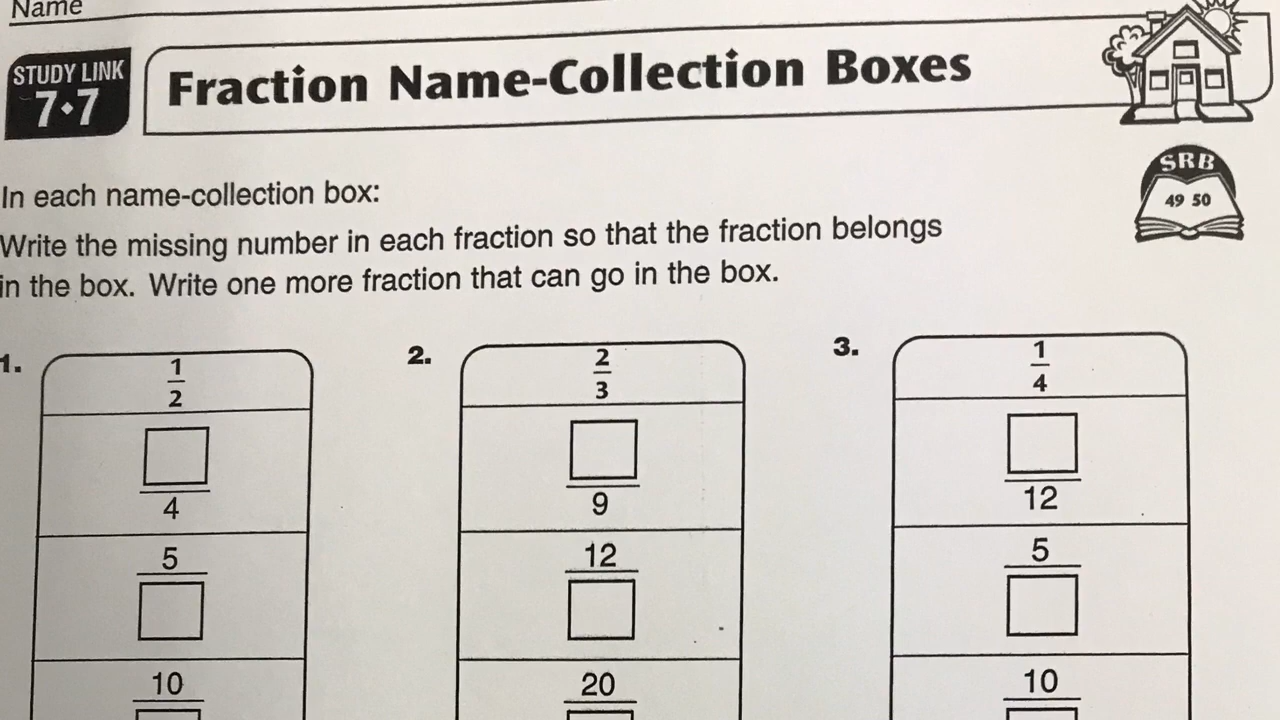 Name
STUDY LINK
7•7
Fraction Name-Collection Boxes
SRB
49 50
In each name-collection box:
Write the missing number in each fraction so that the fraction belongs
in the box. Write one more fraction that can go in the box.
1.
1
2
4
5
10
2.
2
3
9
12
20
3.
1
4
12
5
10